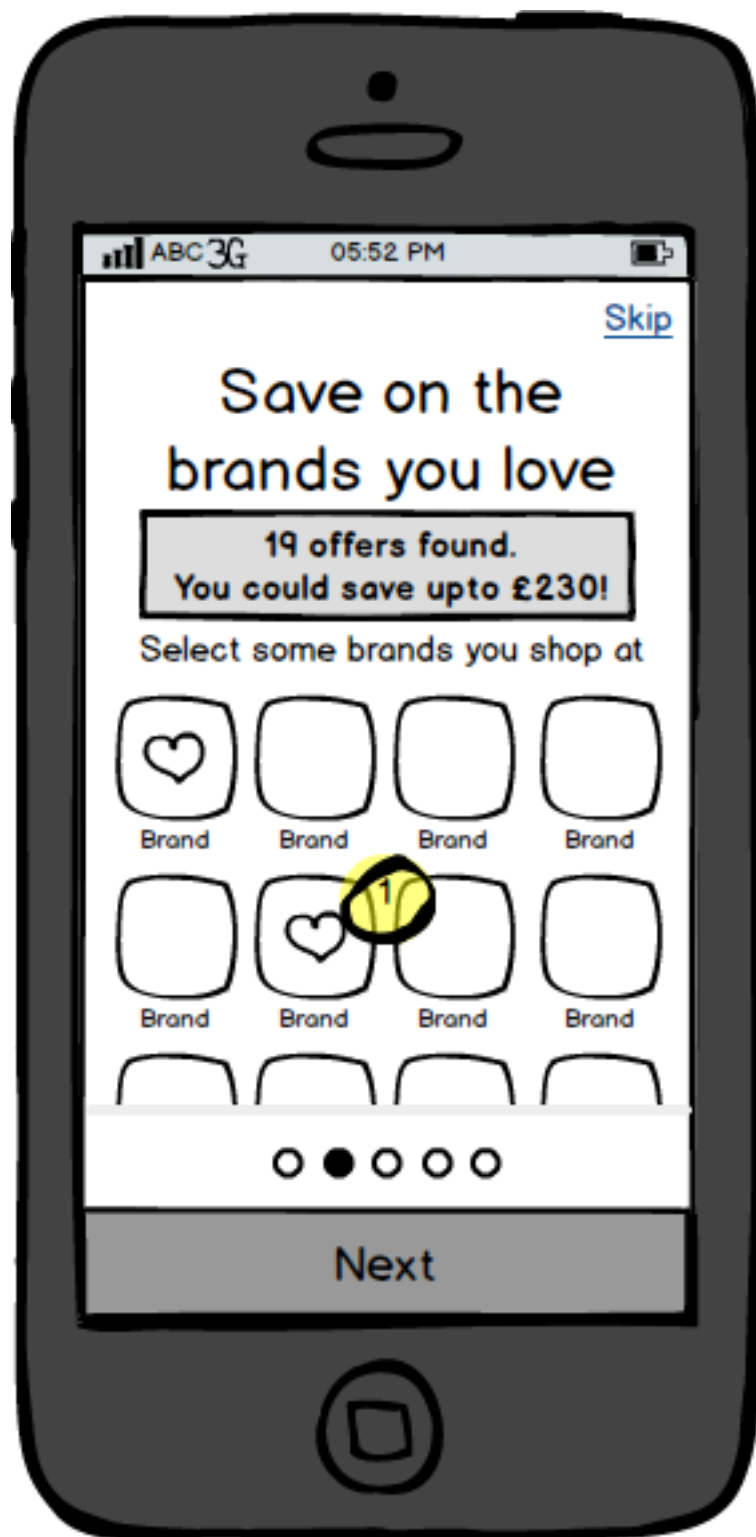 ABC 3G 05:52 PM
Skip
Save on the
brands you love
19 offers found.
You could save upto £230!
Select some brands you shop at
Brand Brand Brand Brand
1
Brand Brand Brand Brand
Next